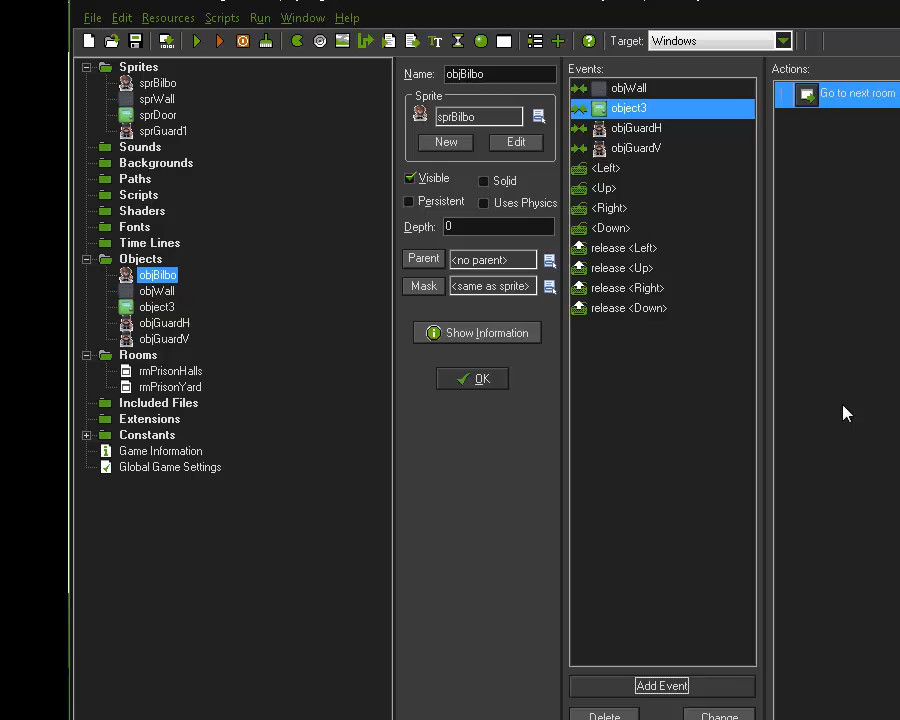 File Edit Resources Scripts Run Window Help
Target: Windows
Sprites
sprBilbo
sprWall
sprDoor
sprGuard1
Sounds
Backgrounds
Paths
Scripts
Shaders
Fonts
Time Lines
Objects
objBilbo
objWall
object3
objGuardH
objGuardV
Rooms
rmPrisonHalls
rmPrisonYard
Included Files
Extensions
Constants
Game Information
Global Game Settings
Name: objBilbo
Sprite
sprBilbo
New Edit
Visible Solid
Persistent Uses Physics
Depth: 0
Parent <no parent>
Mask <same as sprite>
Show Information
OK
Events:
objWall
object3
objGuardH
objGuardV
<Left>
<Up>
<Right>
<Down>
release <Left>
release <Up>
release <Right>
release <Down>
Add Event
Delete Change
Actions:
Go to next room